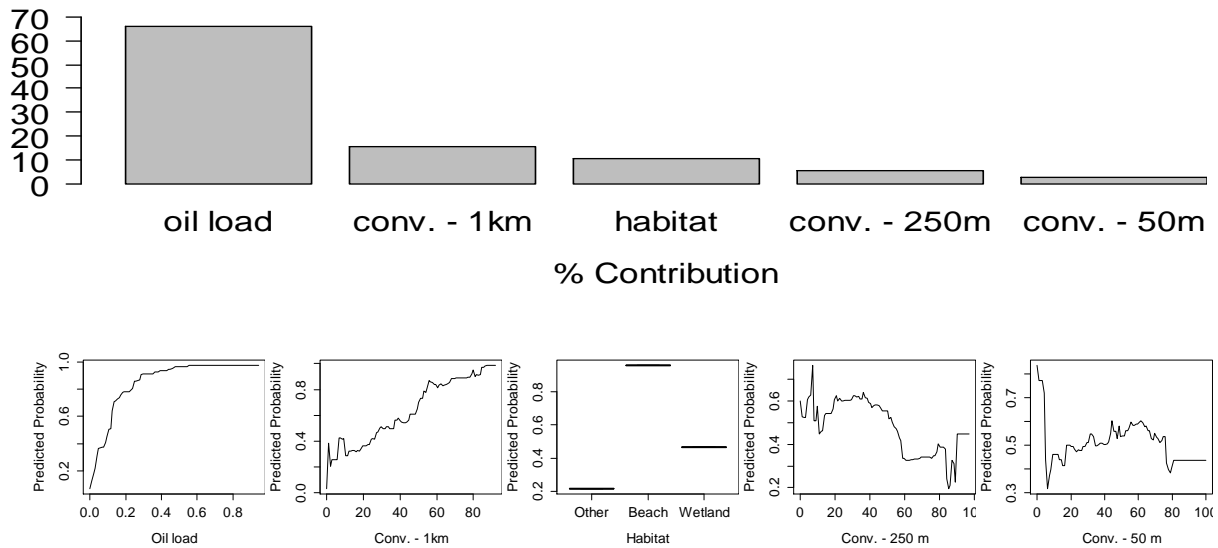 70
60
50
40
30
20
10
0
oil load conv. - 1km habitat conv. - 250m conv. - 50m
% Contribution
Predicted Probability
0.2 0.6 1.0
0.0 0.2 0.4 0.6 0.8
Oil load
Predicted Probability
0.0 0.4 0.8
0 20 40 60 80
Conv. - 1km
Predicted Probability
0.2 0.4 0.6 0.8
Other Beach Wetland
Habitat
Predicted Probability
0.2 0.4 0.6
0 20 40 60 80 10
Conv. - 250 m
Predicted Probability
0.3 0.5 0.7
0 20 40 60 80 100
Conv. - 50 m